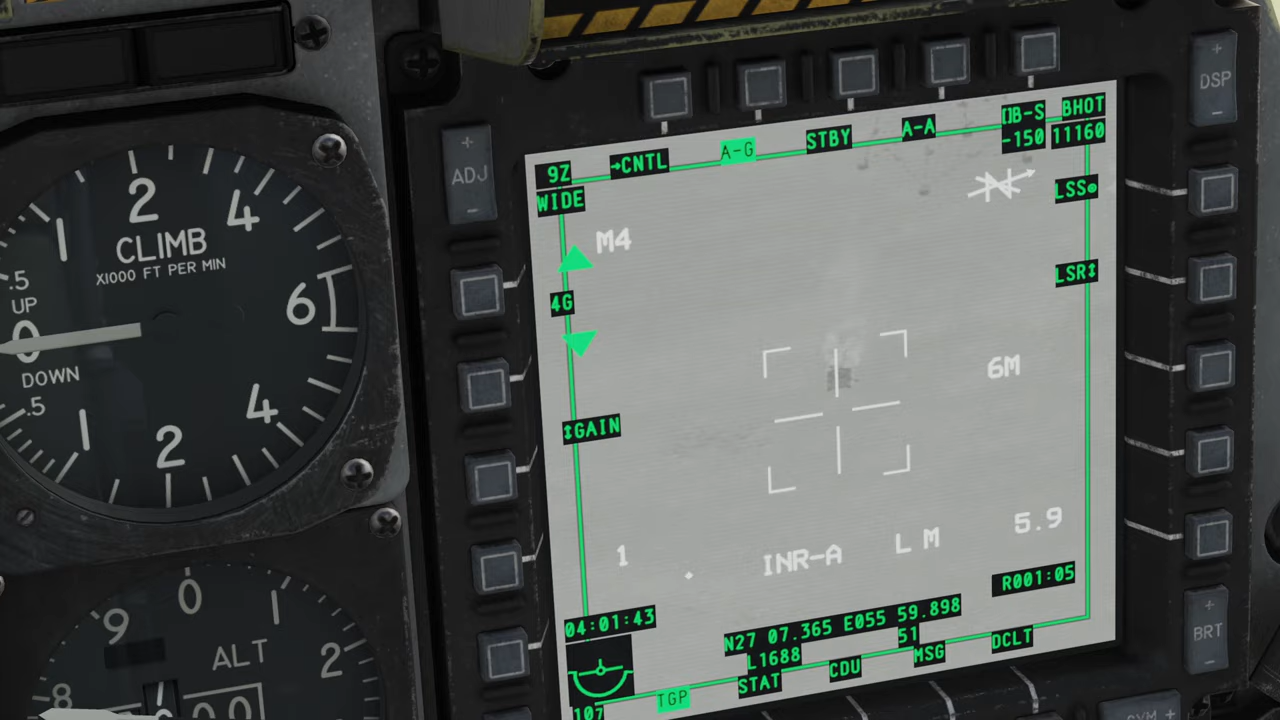 DSP
ADJ
9Z
→CNTL
A-G
STBY
A-A
[]B-S
BHOT
-150
11160
WIDE
LSS●
M4
4G
LSR↕
↕GAIN
6M
1
INR-A
L M
5.9
R001:05
04:01:43
N27 07.365 E055 59.898
51
L1688
MSG
DCLT
STAT
CDU
TGP
107
BRT
2
4
1
CLIMB
X1000 FT PER MIN
.5
UP
6
0
DOWN
.5
4
1
2
0
9
1
ALT
2
8